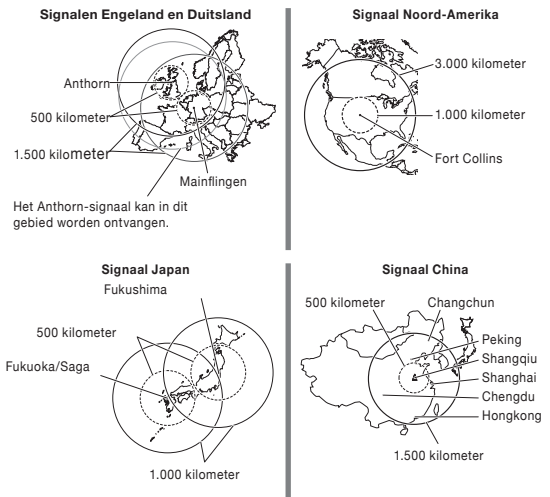 Signalen Engeland en Duitsland
Anthorn
500 kilometer
1.500 kilometer
Mainflingen
Het Anthorn-signaal kan in dit
gebied worden ontvangen.
Signaal Noord-Amerika
3.000 kilometer
1.000 kilometer
Fort Collins
Signaal Japan
Fukushima
500 kilometer
Fukuoka/Saga
1.000 kilometer
Signaal China
500 kilometer
Changchun
Peking
Shangqiu
Shanghai
Chengdu
Hongkong
1.500 kilometer